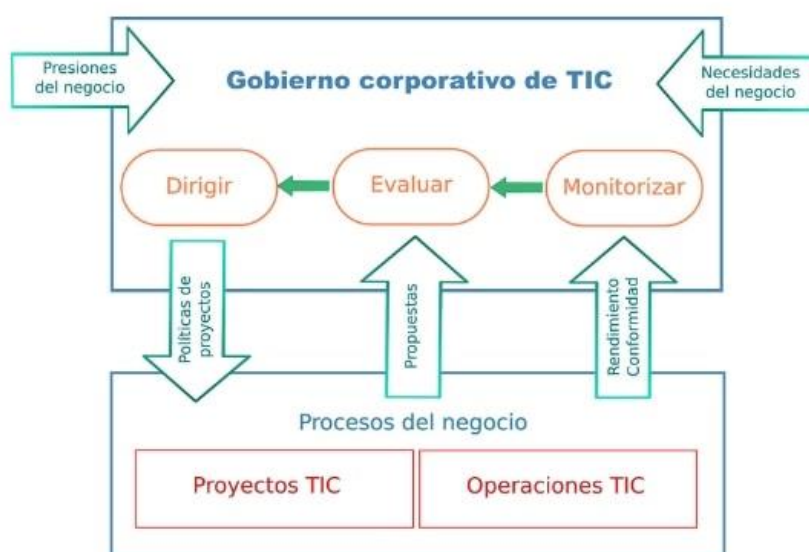 Presiones
del negocio
Gobierno corporativo de TIC
Necesidades
del negocio
Dirigir
Evaluar
Monitorizar
Políticas de
proyectos
Propuestas
Rendimiento
Conformidad
Procesos del negocio
Proyectos TIC
Operaciones TIC